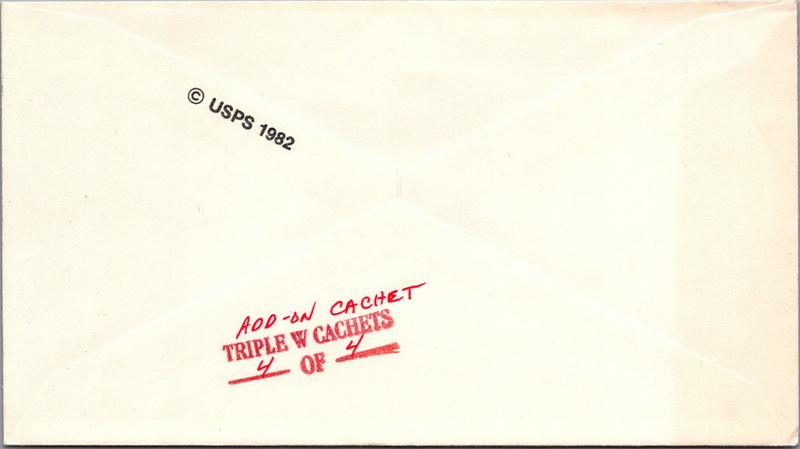 © USPS 1982
ADD-ON CACHET
TRIPLE W CACHETS
4 OF 4